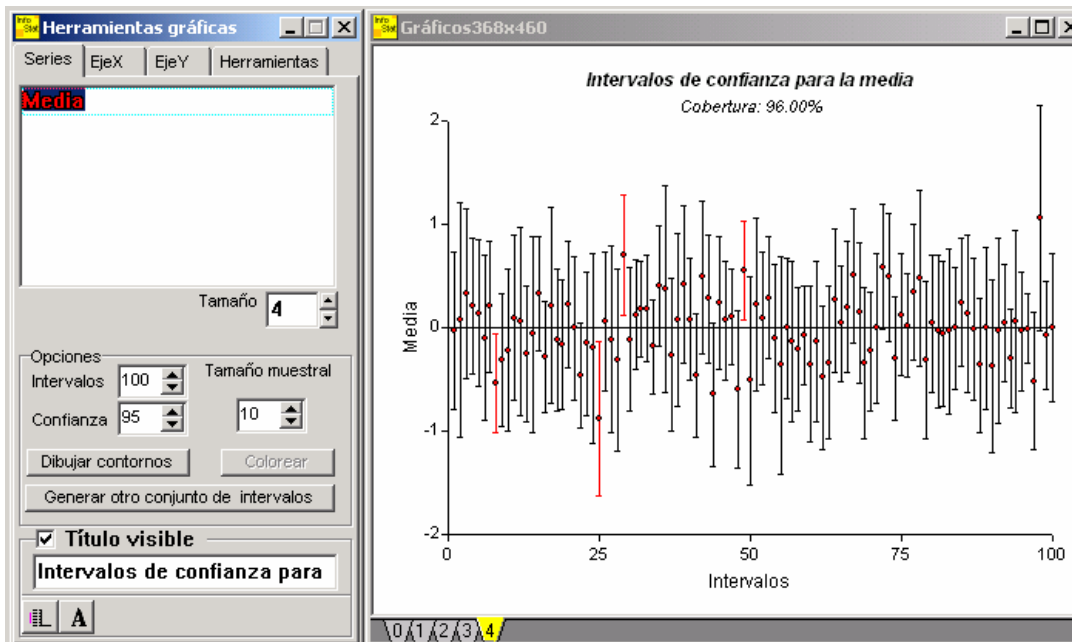 Herramientas gráficas
Series EjeX EjeY Herramientas
Media
Tamaño 4
Opciones
Intervalos 100 Tamaño muestral
Confianza 95 10
Dibujar contornos Colorear
Generar otro conjunto de intervalos
Título visible
Intervalos de confianza para
A
Info Stat Gráficos368x460
Intervalos de confianza para la media
Cobertura: 96.00%
2
1
0
-1
-2
Media
0 25 50 75 100
Intervalos
0 1 2 3 4